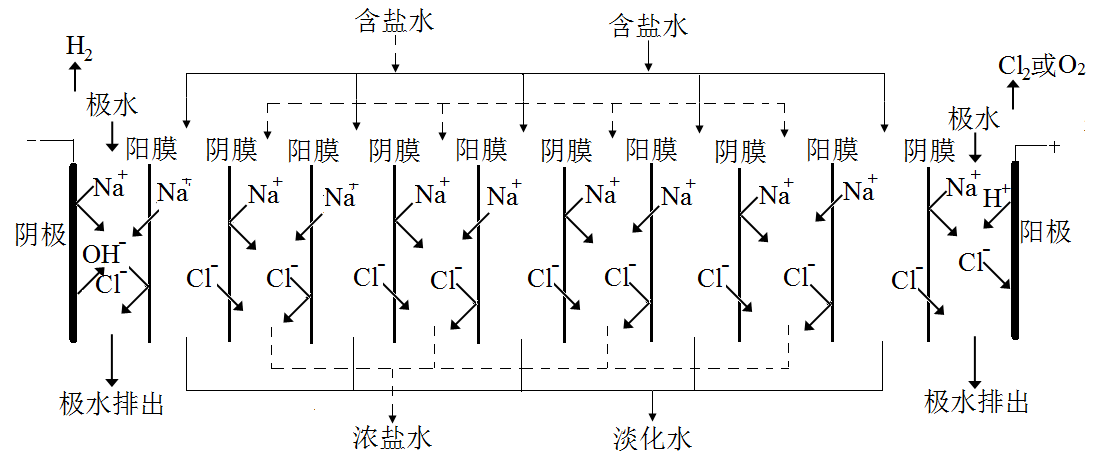 含盐水 含盐水
H₂ Cl₂或O₂
极水 极水
阳膜 阴膜 阳膜 阴膜 阳膜 阴膜 阳膜 阴膜 阳膜 阴膜
− +
Na⁺ Na⁺ Na⁺ Na⁺ Na⁺ Na⁺ Na⁺ Na⁺ Na⁺ Na⁺ Na⁺ H⁺
阴极 阳极
OH⁻
Cl⁻ Cl⁻ Cl⁻ Cl⁻ Cl⁻ Cl⁻ Cl⁻ Cl⁻ Cl⁻ Cl⁻ Cl⁻
极水排出 极水排出
浓盐水 淡化水